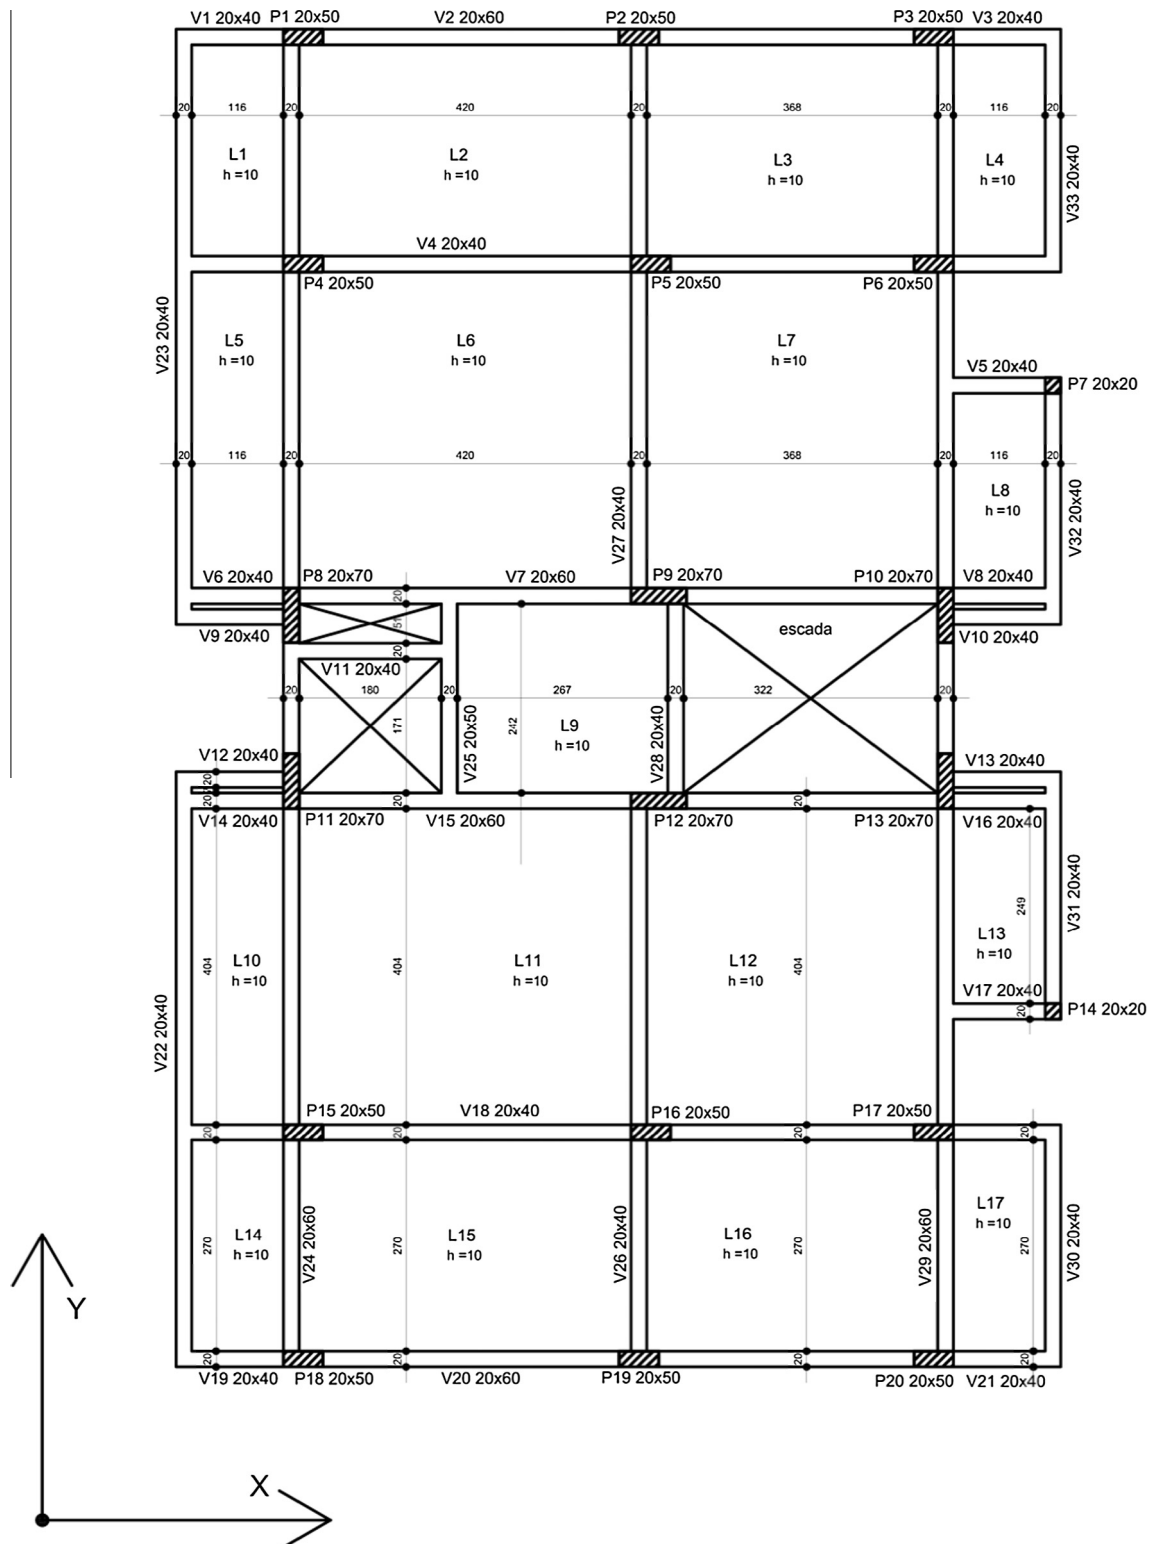 V1 20x40 P1 20x50 V2 20x60 P2 20x50 P3 20x50 V3 20x40
20 116 20 420 20 368 20 116 20
L1
h =10
L2
h =10
L3
h =10
L4
h =10
V33 20x40
V4 20x40
P4 20x50 P5 20x50 P6 20x50
V23 20x40
L5
h =10
L6
h =10
L7
h =10
V5 20x40
P7 20x20
20 116 20 420 20 368 20 116 20
L8
h =10
V27 20x40
V32 20x40
V6 20x40 P8 20x70 V7 20x60 P9 20x70 P10 20x70 V8 20x40
20
51
20
escada
V9 20x40 V10 20x40
V11 20x40
20 180 20 267 20 322 20
171
V25 20x50
242
L9
h =10
V28 20x40
V12 20x40 V13 20x40
20
20
20
20
V14 20x40 P11 20x70 V15 20x60 P12 20x70 P13 20x70 V16 20x40
V31 20x40
249
L13
h =10
404
L10
h =10
404
L11
h =10
L12
h =10
404
V17 20x40
20
P14 20x20
V22 20x40
P15 20x50 V18 20x40 P16 20x50 P17 20x50
20
20
20
20
270
L14
h =10
V24 20x60
270
L15
h =10
V26 20x40
L16
h =10
270
V29 20x60
L17
h =10
270
V30 20x40
20
20
20
20
V19 20x40 P18 20x50 V20 20x60 P19 20x50 P20 20x50 V21 20x40
Y
X